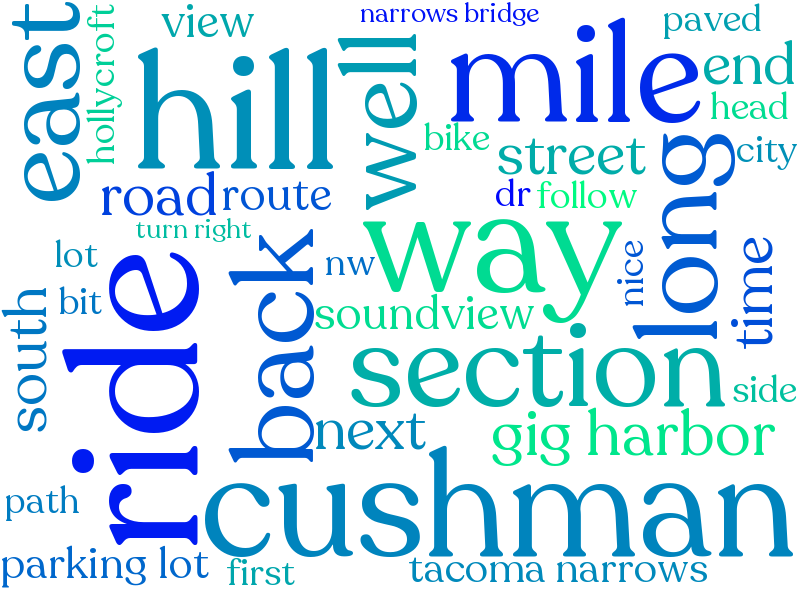 narrows bridge
view
paved
east
hollycroft
hill
well
mile
end
head
bike
street
city
road
route
dr
follow
long
turn right
way
lot
nw
nice
time
bit
back
soundview
south
ride
section
side
next
gig harbor
path
cushman
parking lot
first
tacoma narrows